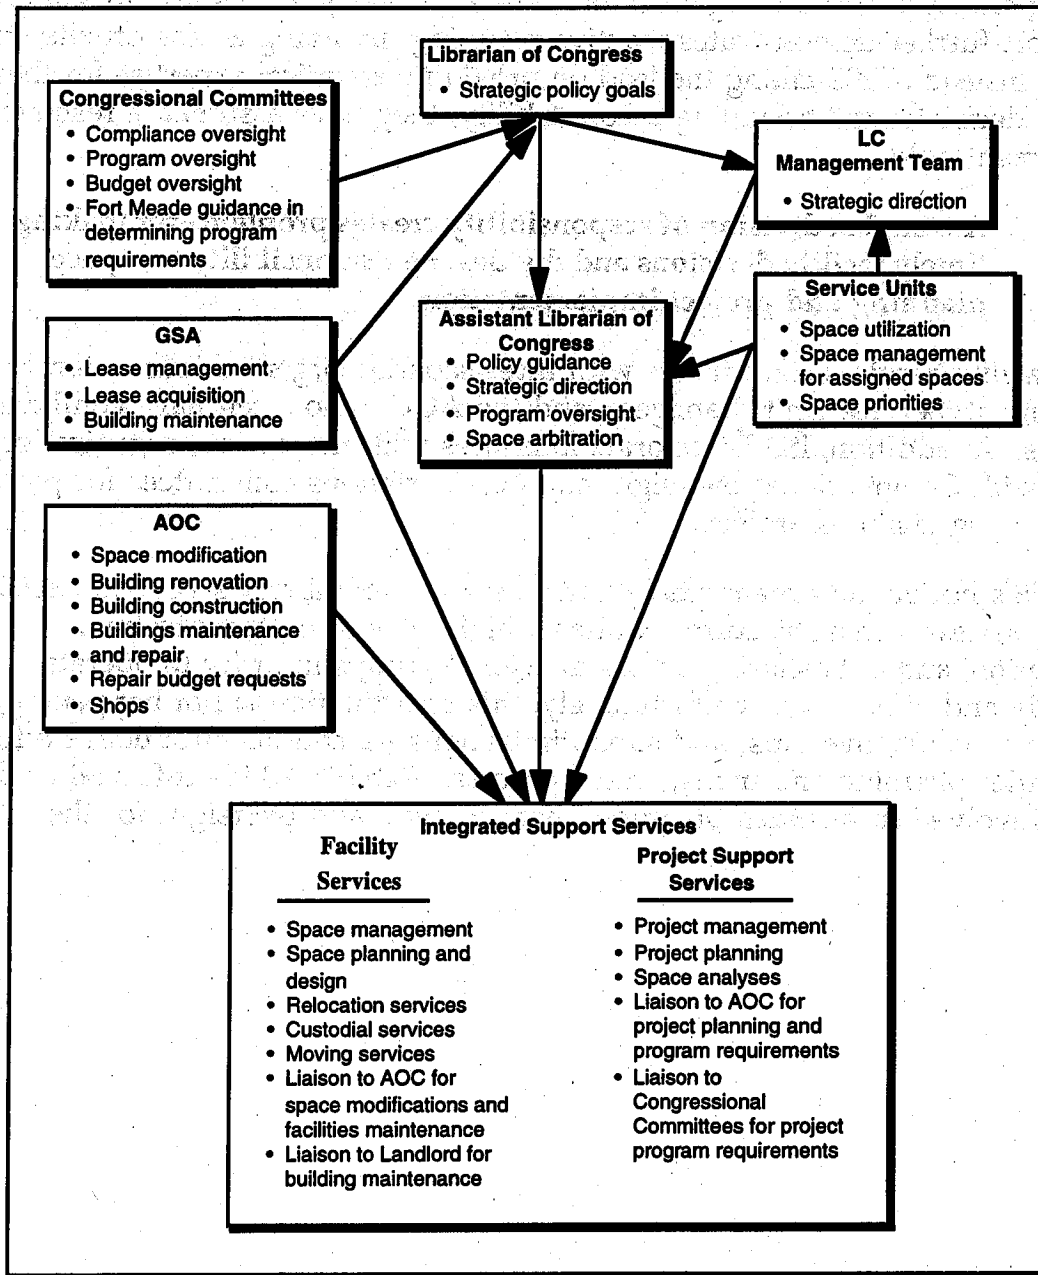 Librarian of Congress
• Strategic policy goals
Congressional Committees
• Compliance oversight
• Program oversight
• Budget oversight
• Fort Meade guidance in
determining program
requirements
LC
Management Team
• Strategic direction
GSA
• Lease management
• Lease acquisition
• Building maintenance
Assistant Librarian of
Congress
• Policy guidance
• Strategic direction
• Program oversight
• Space arbitration
Service Units
• Space utilization
• Space management
for assigned spaces
• Space priorities
AOC
• Space modification
• Building renovation
• Building construction
• Buildings maintenance
• and repair
• Repair budget requests
• Shops
Integrated Support Services
Facility
Services
• Space management
• Space planning and
design
• Relocation services
• Custodial services
• Moving services
• Liaison to AOC for
space modifications and
facilities maintenance
• Liaison to Landlord for
building maintenance
Project Support
Services
• Project management
• Project planning
• Space analyses
• Liaison to AOC for
project planning and
program requirements
• Liaison to
Congressional
Committees for project
program requirements